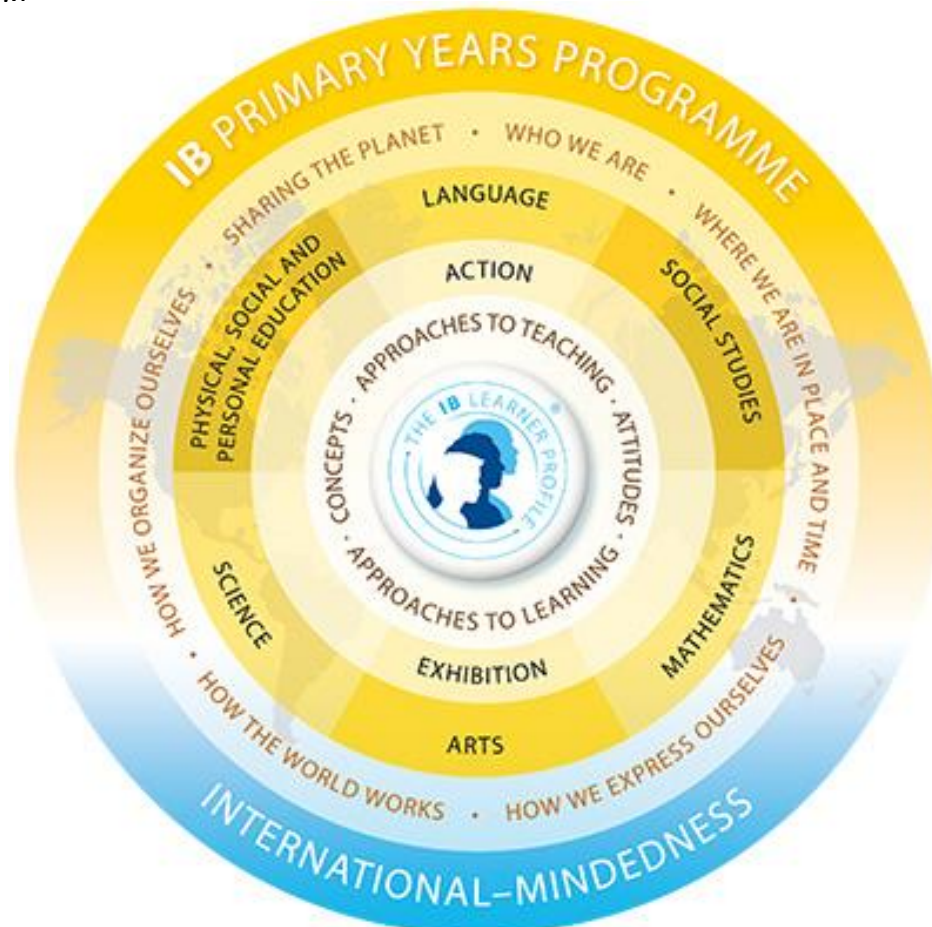 IB PRIMARY YEARS PROGRAMME
SHARING THE PLANET • WHO WE ARE • WHERE WE ARE IN PLACE AND TIME • HOW WE EXPRESS OURSELVES • HOW THE WORLD WORKS • HOW WE ORGANIZE OURSELVES •
LANGUAGE
SOCIAL STUDIES
MATHEMATICS
ARTS
SCIENCE
PHYSICAL, SOCIAL AND
PERSONAL EDUCATION
ACTION
EXHIBITION
APPROACHES TO TEACHING · ATTITUDES · APPROACHES TO LEARNING · CONCEPTS ·
THE IB LEARNER PROFILE®
INTERNATIONAL–MINDEDNESS